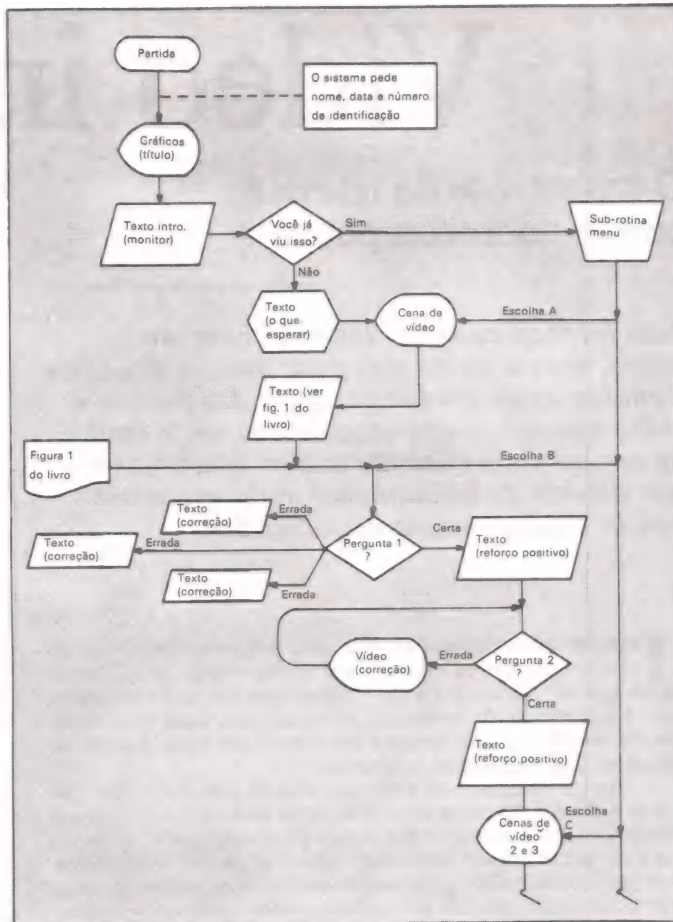 Partida
O sistema pede
nome, data e número
de identificação
Gráficos
(título)
Texto intro.
(monitor)
Você já
viu isso?
Sim
Sub-rotina
menu
Não
Texto
(o que
esperar)
Cena de
vídeo
Escolha A
Texto (ver
fig. 1 do
livro)
Figura 1
do livro
Escolha B
Texto
(correção)
Errada
Texto
(correção)
Errada
Texto
(correção)
Errada
Pergunta 1
?
Certa
Texto
(reforço positivo)
Vídeo
(correção)
Errada
Pergunta 2
?
Certa
Texto
(reforço positivo)
Cenas de
vídeo
2 e 3
Escolha
C